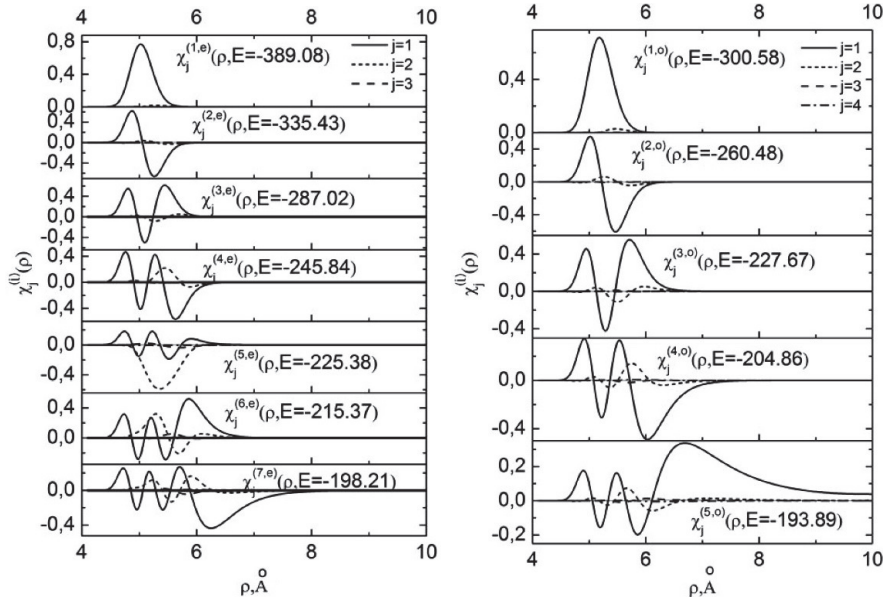 4 6 8 10
0,8
0,4
0,0
χj(1,e)(ρ,E=-389.08)
j=1
j=2
j=3
0,4
0,0
-0,4
χj(2,e)(ρ,E=-335.43)
0,4
0,0
-0,4
χj(3,e)(ρ,E=-287.02)
0,4
0,0
-0,4
χj(4,e)(ρ,E=-245.84)
0,0
-0,4
χj(5,e)(ρ,E=-225.38)
0,4
0,0
χj(6,e)(ρ,E=-215.37)
0,0
-0,4
χj(7,e)(ρ,E=-198.21)
χj(i)(ρ)
4 6 8 10
ρ,Å
4 6 8 10
0,4
0,0
χj(1,o)(ρ,E=-300.58)
j=1
j=2
j=3
j=4
0,4
0,0
-0,4
χj(2,o)(ρ,E=-260.48)
0,4
0,0
-0,4
χj(3,o)(ρ,E=-227.67)
0,4
0,0
-0,4
χj(4,o)(ρ,E=-204.86)
0,2
0,0
-0,2
χj(5,o)(ρ,E=-193.89)
χj(i)(ρ)
4 6 8 10
ρ,Å